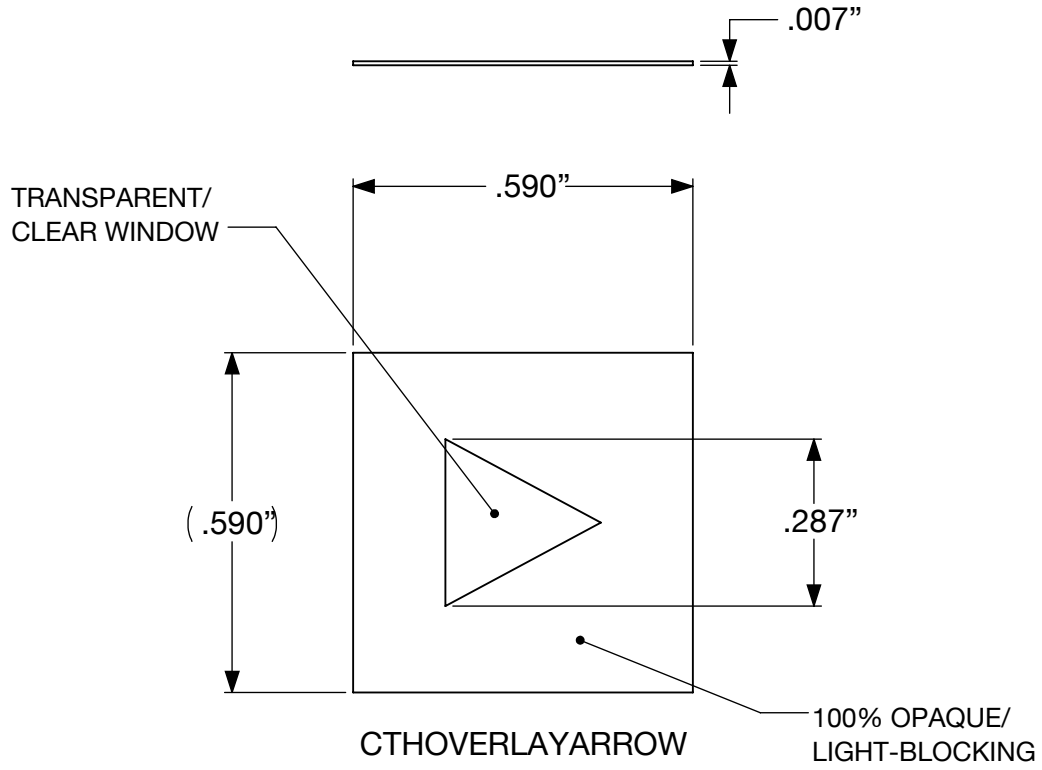 .007”
.590”
TRANSPARENT/
CLEAR WINDOW
(.590”)
.287”
100% OPAQUE/
LIGHT-BLOCKING
CTHOVERLAYARROW